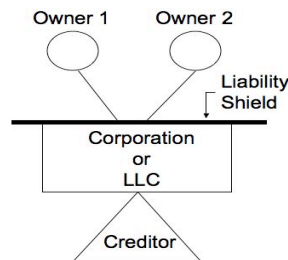 Owner 1
Owner 2
Liability
Shield
Corporation
or
LLC
Creditor